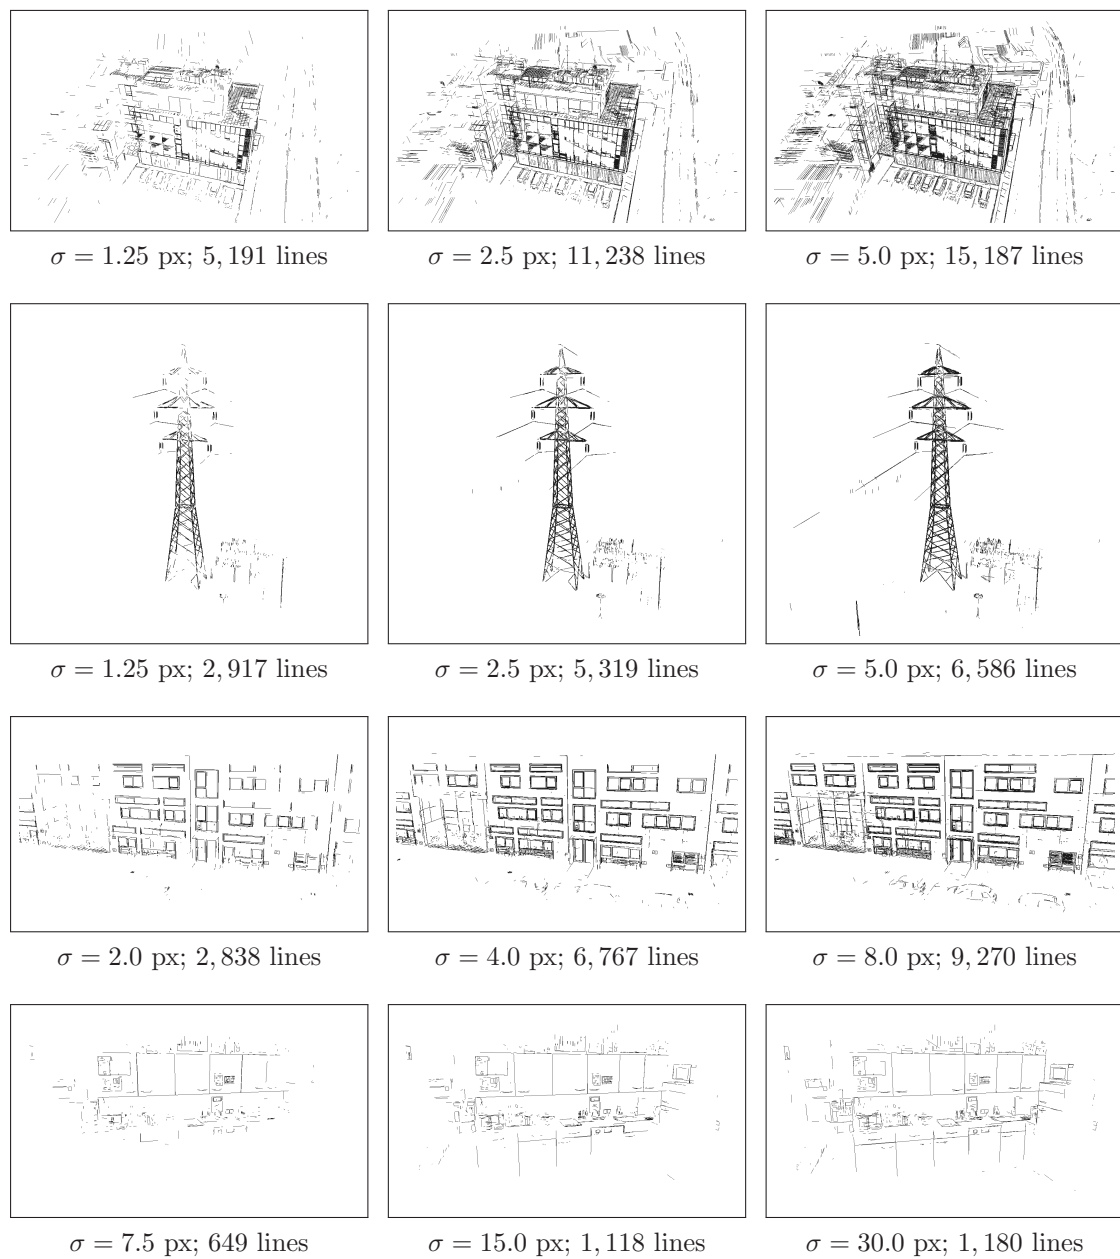 σ = 1.25 px; 5, 191 lines
σ = 2.5 px; 11, 238 lines
σ = 5.0 px; 15, 187 lines
σ = 1.25 px; 2, 917 lines
σ = 2.5 px; 5, 319 lines
σ = 5.0 px; 6, 586 lines
σ = 2.0 px; 2, 838 lines
σ = 4.0 px; 6, 767 lines
σ = 8.0 px; 9, 270 lines
σ = 7.5 px; 649 lines
σ = 15.0 px; 1, 118 lines
σ = 30.0 px; 1, 180 lines